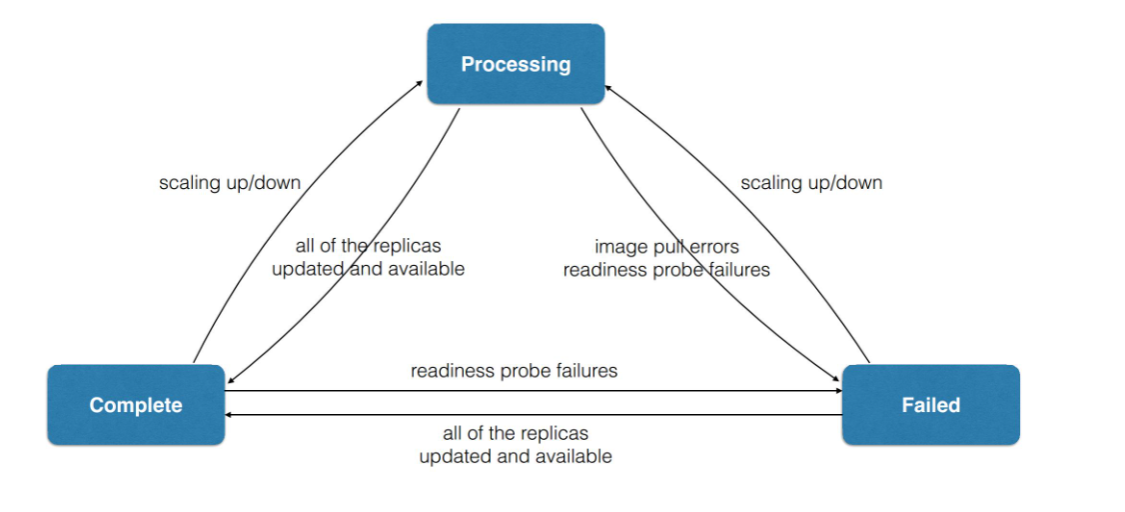 Processing
scaling up/down
scaling up/down
all of the replicas
updated and available
image pull errors
readiness probe failures
readiness probe failures
Complete
Failed
all of the replicas
updated and available